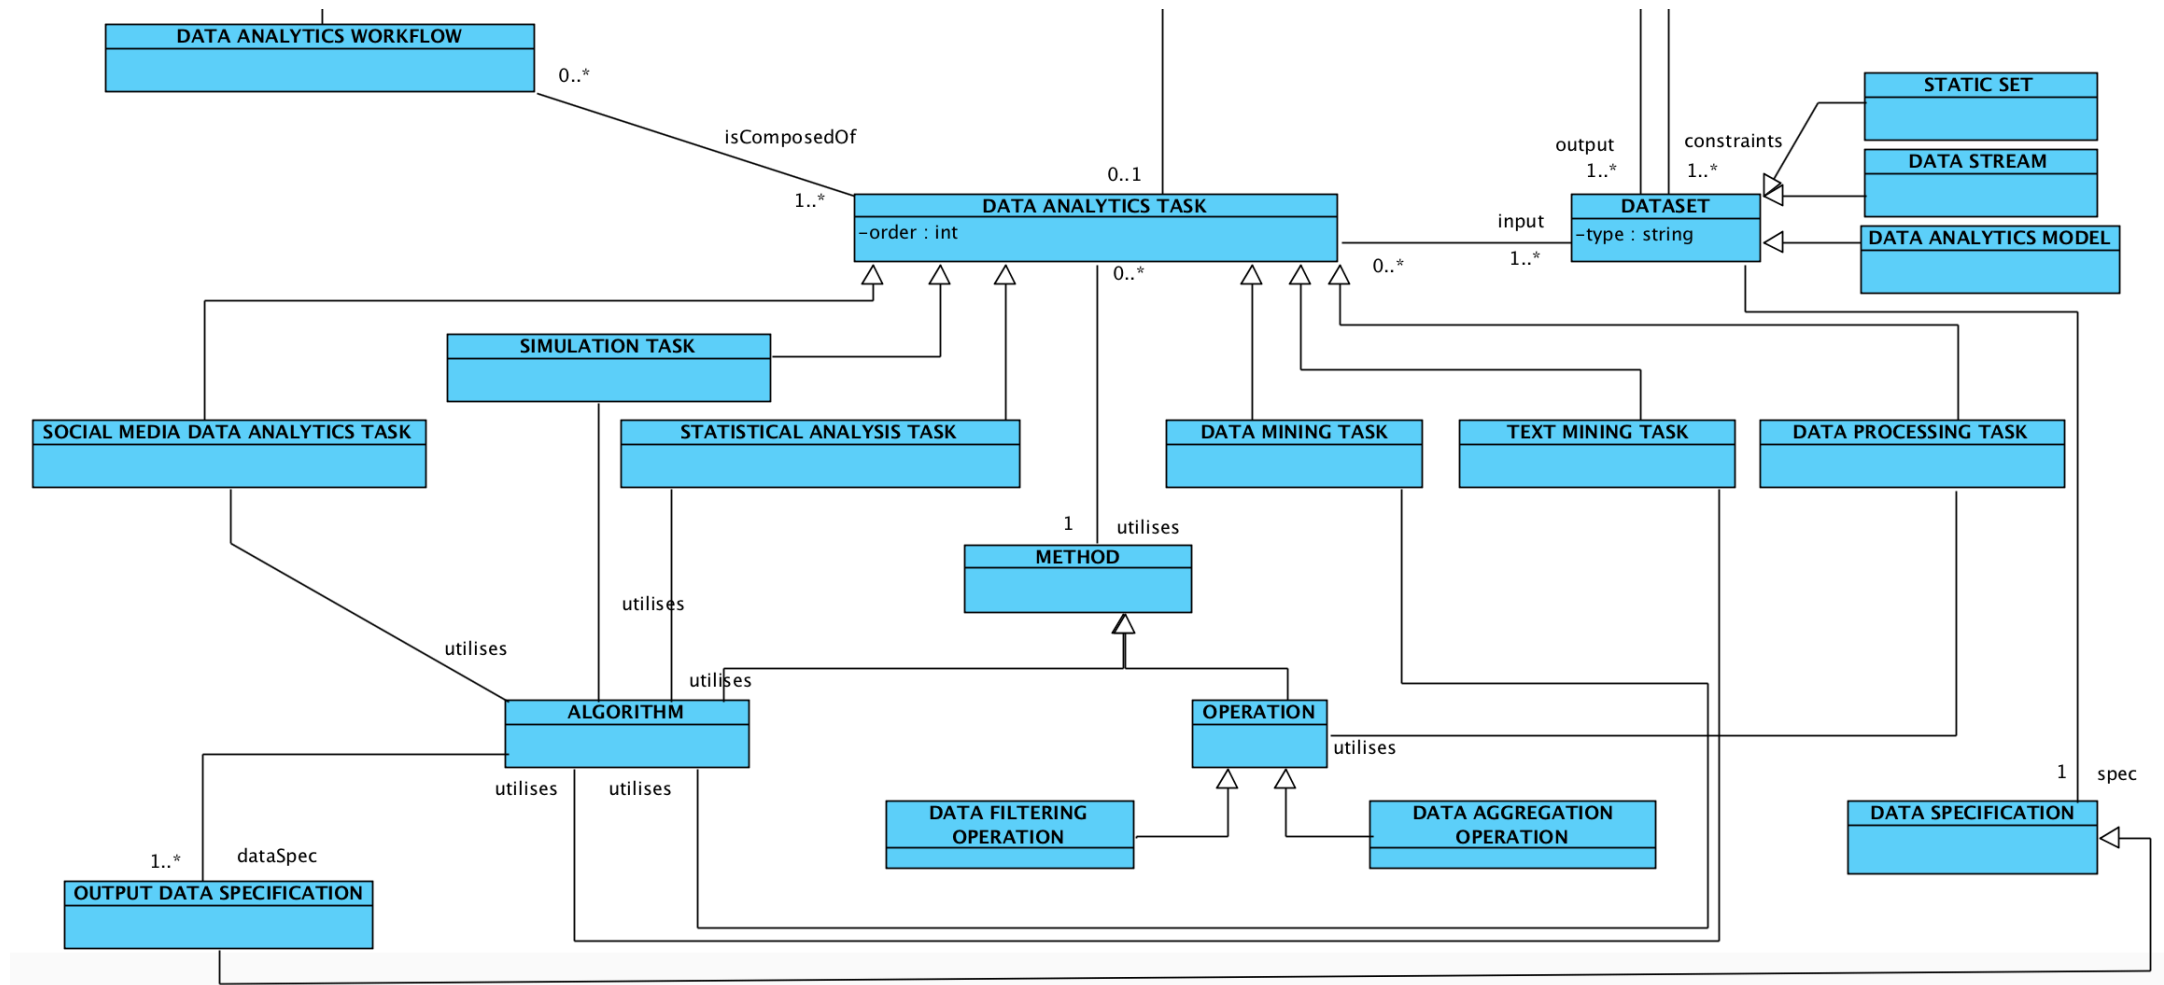 DATA ANALYTICS WORKFLOW
0..*
isComposedOf
1..*
0..1
DATA ANALYTICS TASK
-order : int
0..*
output
1..*
constraints
1..*
input
0..*
1..*
DATASET
-type : string
STATIC SET
DATA STREAM
DATA ANALYTICS MODEL
SIMULATION TASK
SOCIAL MEDIA DATA ANALYTICS TASK
STATISTICAL ANALYSIS TASK
DATA MINING TASK
TEXT MINING TASK
DATA PROCESSING TASK
1
utilises
METHOD
utilises
utilises
utilises
ALGORITHM
OPERATION
utilises
utilises
utilises
1
spec
DATA FILTERING
OPERATION
DATA AGGREGATION
OPERATION
DATA SPECIFICATION
1..*
dataSpec
OUTPUT DATA SPECIFICATION